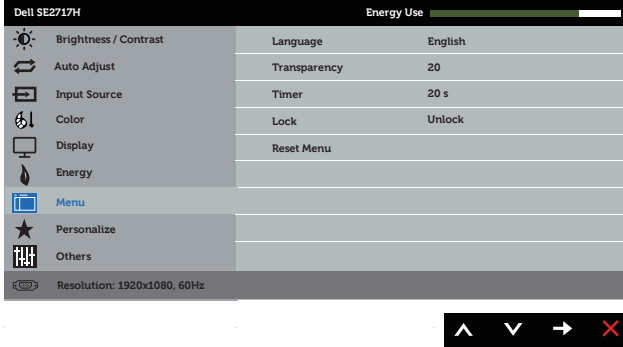 Dell SE2717H Energy Use
Brightness / Contrast
Auto Adjust
Input Source
Color
Display
Energy
Menu
Personalize
Others
Language English
Transparency 20
Timer 20 s
Lock Unlock
Reset Menu
Resolution: 1920x1080, 60Hz